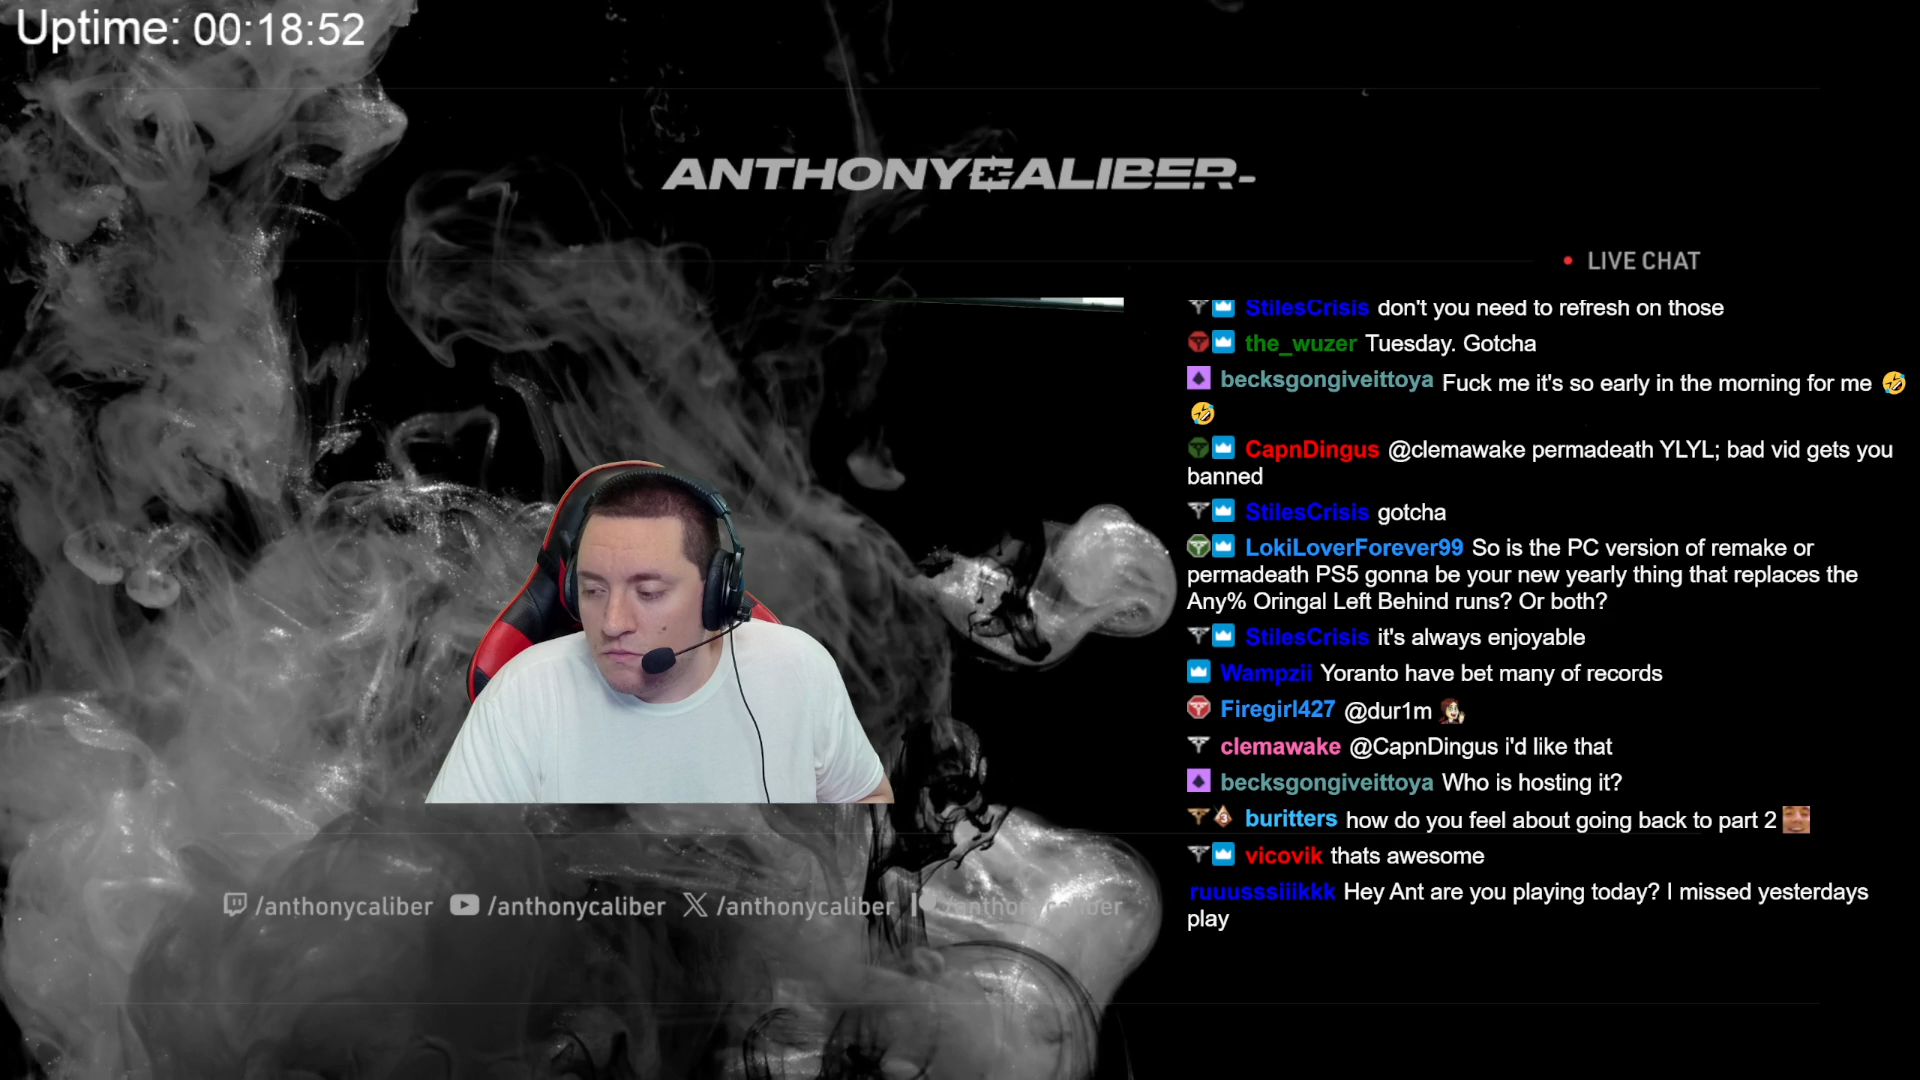 Uptime: 00:18:52
ANTHONYCALIBER-
LIVE CHAT
StilesCrisis don't you need to refresh on those
the_wuzer Tuesday. Gotcha
becksgongiveittoya Fuck me it's so early in the morning for me 🤣
🤣
CapnDingus @clemawake permadeath YLYL; bad vid gets you
banned
StilesCrisis gotcha
LokiLoverForever99 So is the PC version of remake or
permadeath PS5 gonna be your new yearly thing that replaces the
Any% Oringal Left Behind runs? Or both?
StilesCrisis it's always enjoyable
Wampzii Yoranto have bet many of records
Firegirl427 @dur1m
clemawake @CapnDingus i'd like that
becksgongiveittoya Who is hosting it?
buritters how do you feel about going back to part 2
vicovik thats awesome
ruuusssiiikkk Hey Ant are you playing today? I missed yesterdays
play
/anthonycaliber /anthonycaliber /anthonycaliber /anthonycaliber